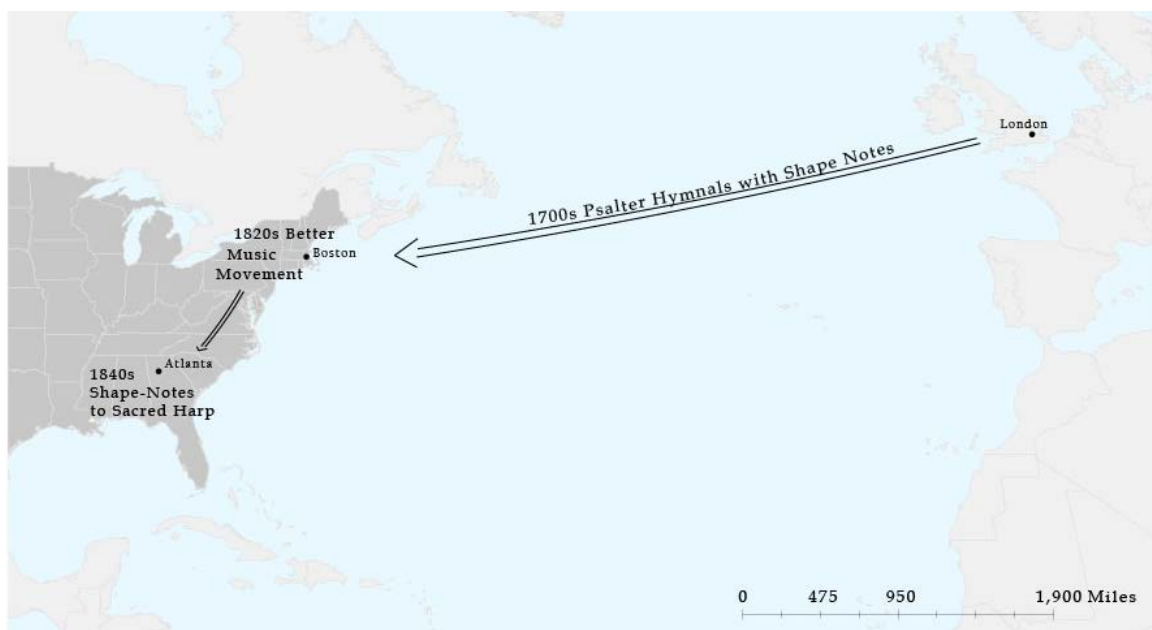 London
1700s Psalter Hymnals with Shape Notes
1820s Better
Music
Movement
Boston
Atlanta
1840s
Shape-Notes
to Sacred Harp
0 475 950 1,900 Miles